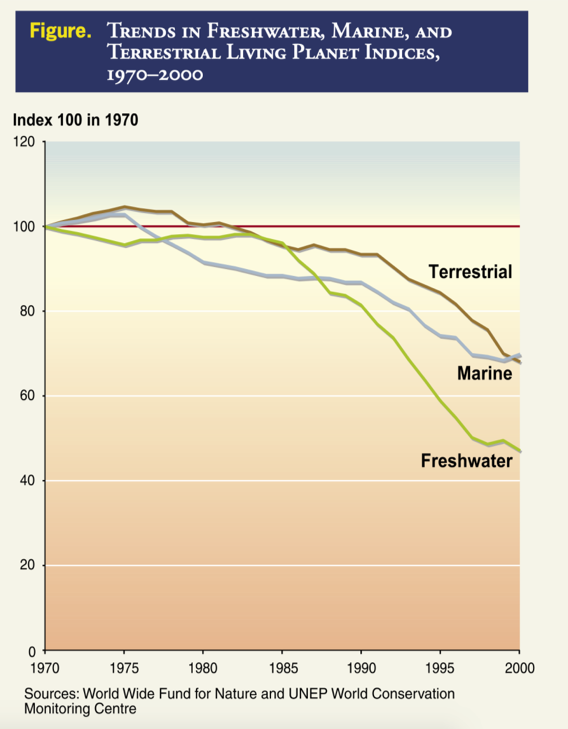 Figure. Trends in Freshwater, Marine, and
Terrestrial Living Planet Indices,
1970–2000
Index 100 in 1970
120
100
80
60
40
20
0
Terrestrial
Marine
Freshwater
1970 1975 1980 1985 1990 1995 2000
Sources: World Wide Fund for Nature and UNEP World Conservation
Monitoring Centre